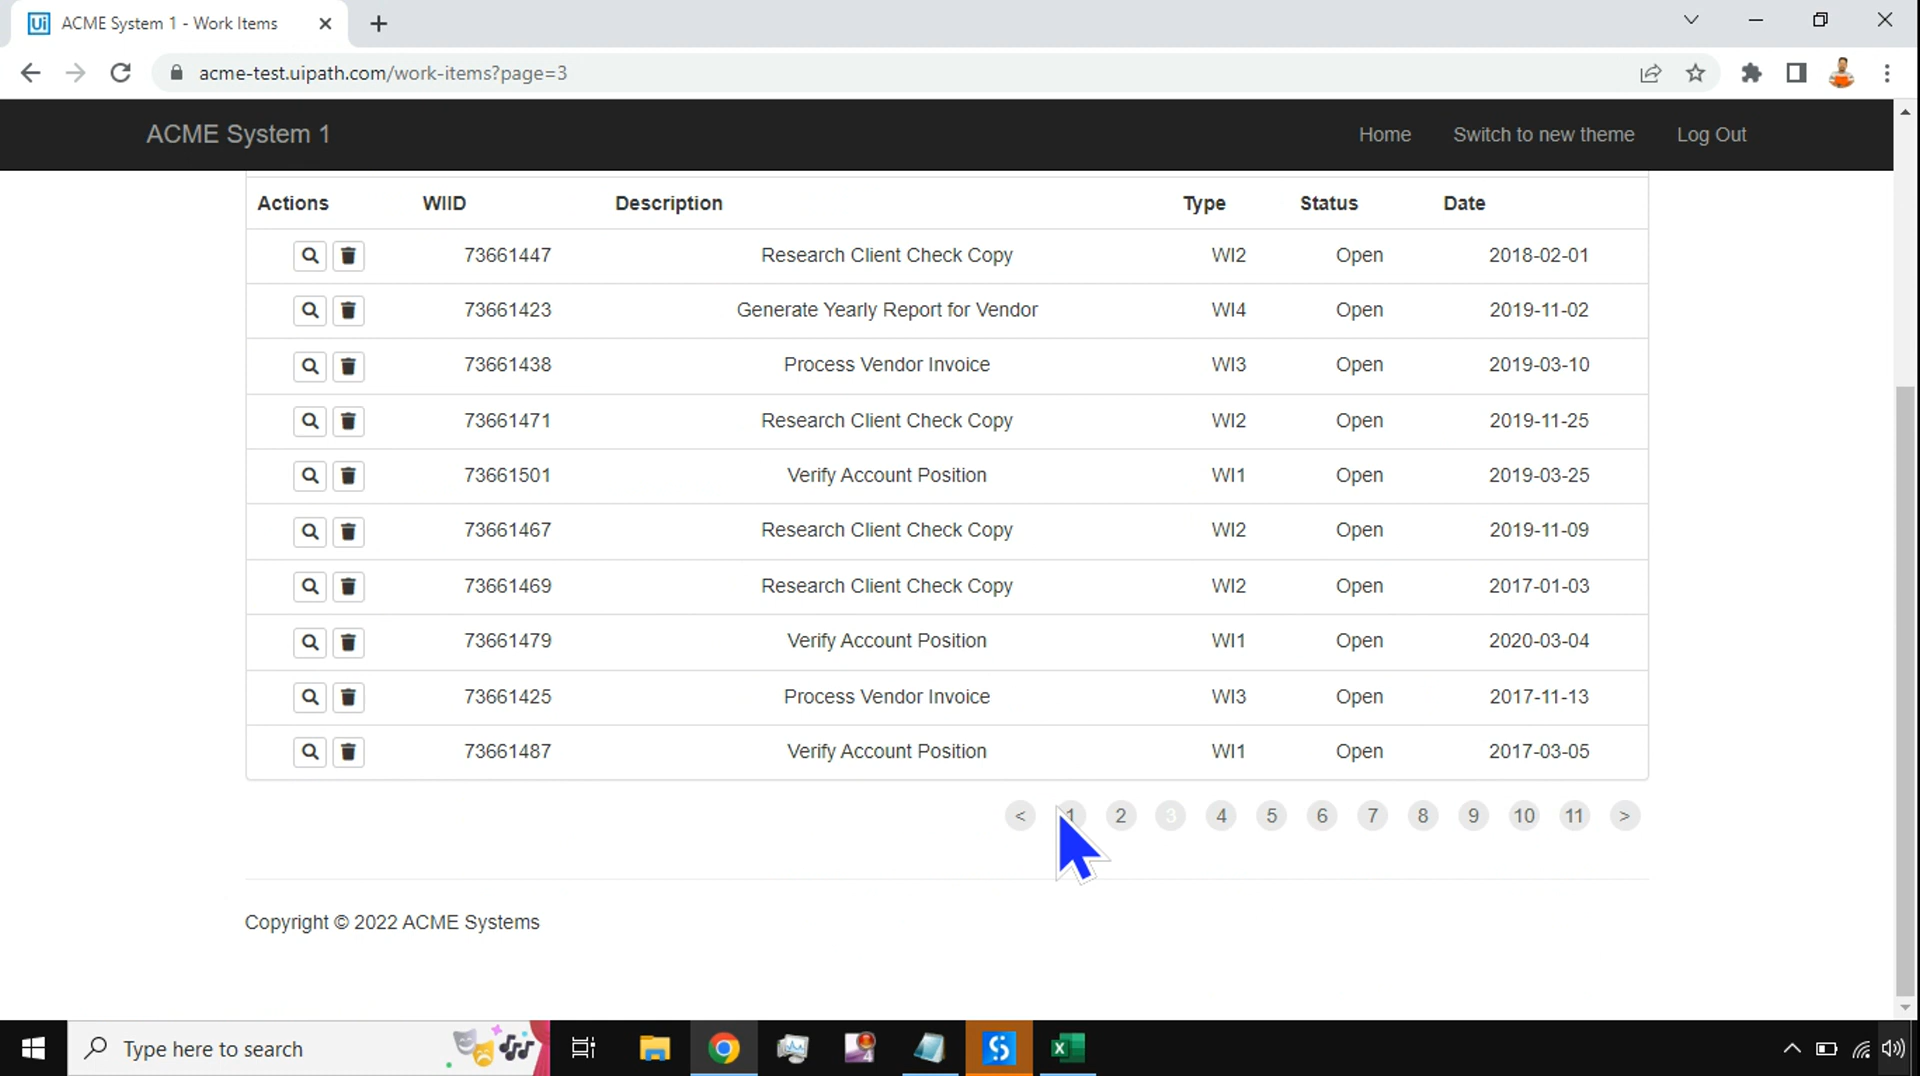 ACME System 1 - Work Items
acme-test.uipath.com/work-items?page=3
ACME System 1 Home Switch to new theme Log Out
Actions WIID Description Type Status Date
73661447 Research Client Check Copy WI2 Open 2018-02-01
73661423 Generate Yearly Report for Vendor WI4 Open 2019-11-02
73661438 Process Vendor Invoice WI3 Open 2019-03-10
73661471 Research Client Check Copy WI2 Open 2019-11-25
73661501 Verify Account Position WI1 Open 2019-03-25
73661467 Research Client Check Copy WI2 Open 2019-11-09
73661469 Research Client Check Copy WI2 Open 2017-01-03
73661479 Verify Account Position WI1 Open 2020-03-04
73661425 Process Vendor Invoice WI3 Open 2017-11-13
73661487 Verify Account Position WI1 Open 2017-03-05
< 1 2 3 4 5 6 7 8 9 10 11 >
Copyright © 2022 ACME Systems
Type here to search